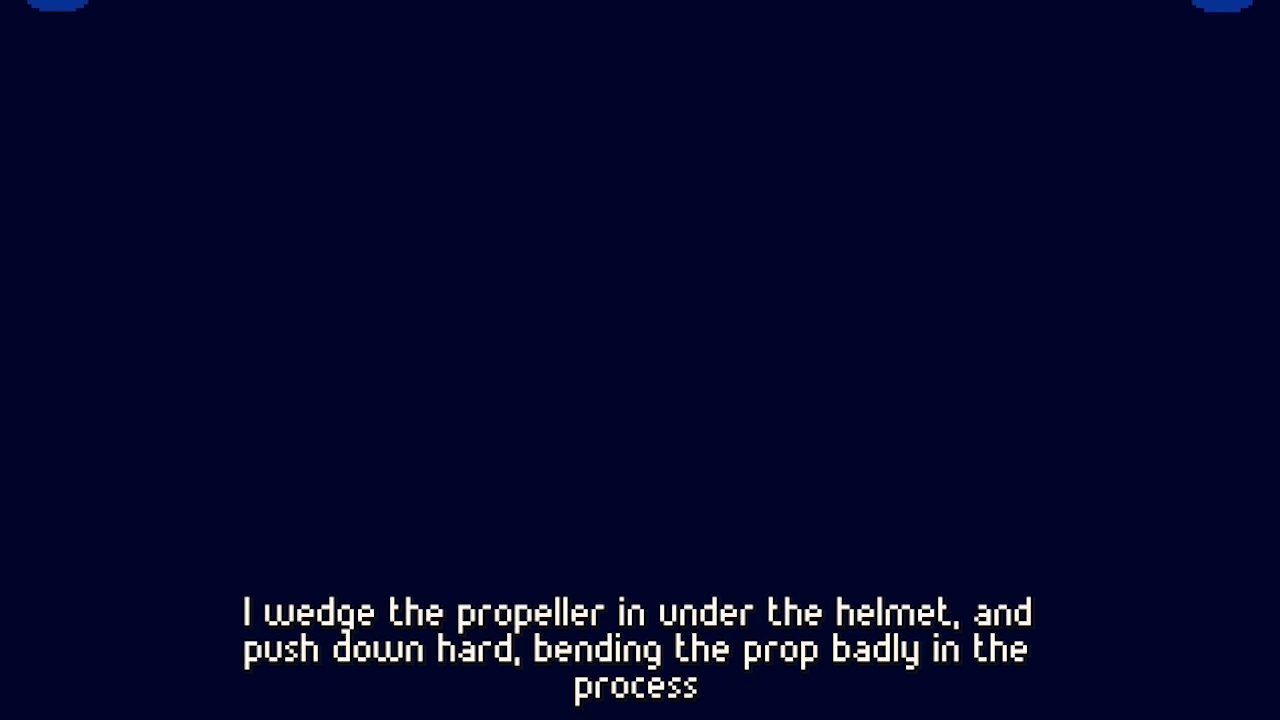 I wedge the propeller in under the helmet, and
push down hard, bending the prop badly in the
process